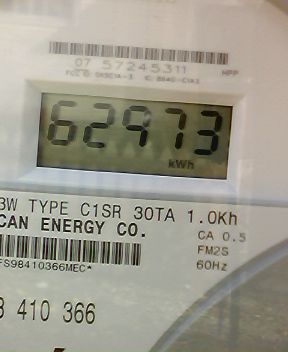 07 57245311
HPP
62973
kWh
3W TYPE C1SR 30TA 1.0Kh
CAN ENERGY CO.
CA 0.5
FM2S
60Hz
FS98410366MEC*
3 410 366